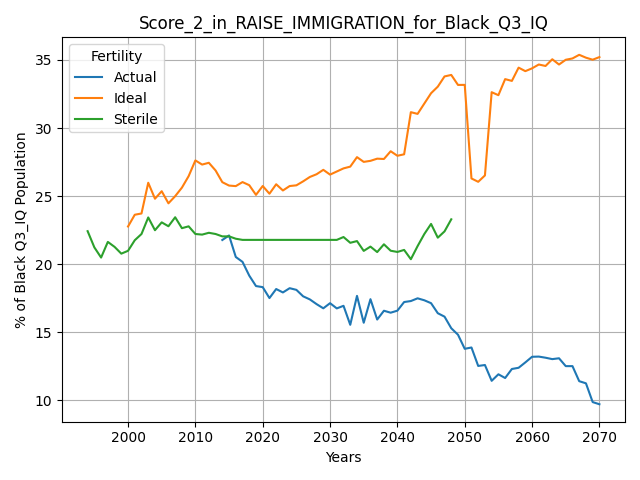 Score_2_in_RAISE_IMMIGRATION_for_Black_Q3_IQ
Fertility
Actual
Ideal
Sterile
% of Black Q3_IQ Population
35
30
25
20
15
10
2000
2010
2020
2030
2040
2050
2060
2070
Years